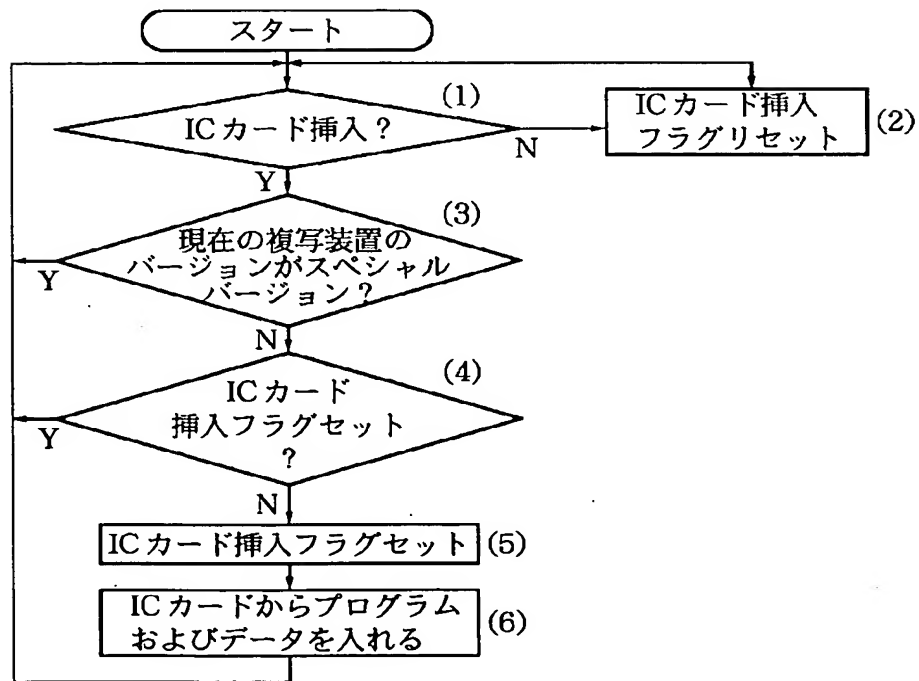 スタート
(1)
ICカード挿入?
N
Y
ICカード挿入
フラグリセット
(2)
(3)
現在の複写装置の
バージョンがスペシャル
バージョン?
Y
N
(4)
ICカード
挿入フラグセット
?
Y
N
ICカード挿入フラグセット
(5)
ICカードからプログラム
およびデータを入れる
(6)